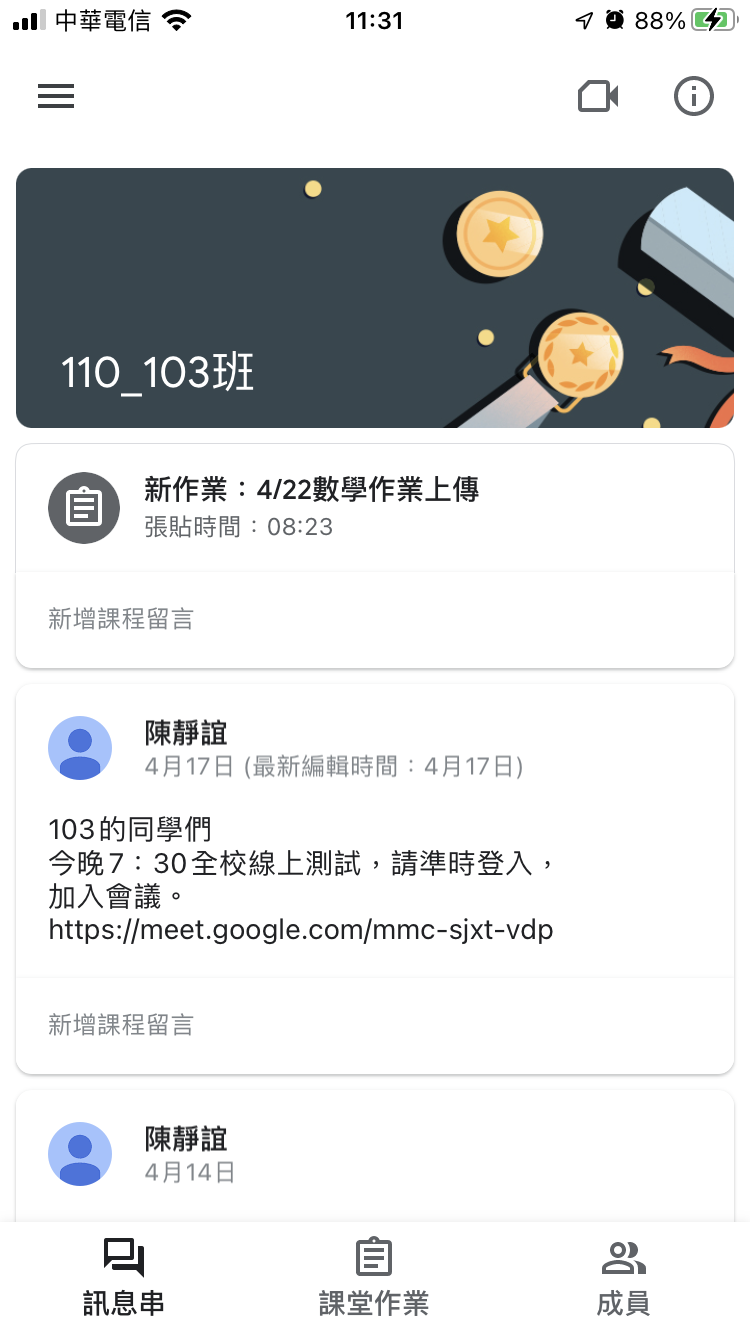 中華電信
11:31
88%
110_103班
新作業：4/22數學作業上傳
張貼時間：08:23
新增課程留言
陳靜誼
4月17日 (最新編輯時間：4月17日)
103的同學們
今晚7：30全校線上測試，請準時登入，
加入會議。
https://meet.google.com/mmc-sjxt-vdp
新增課程留言
陳靜誼
4月14日
訊息串
課堂作業
成員